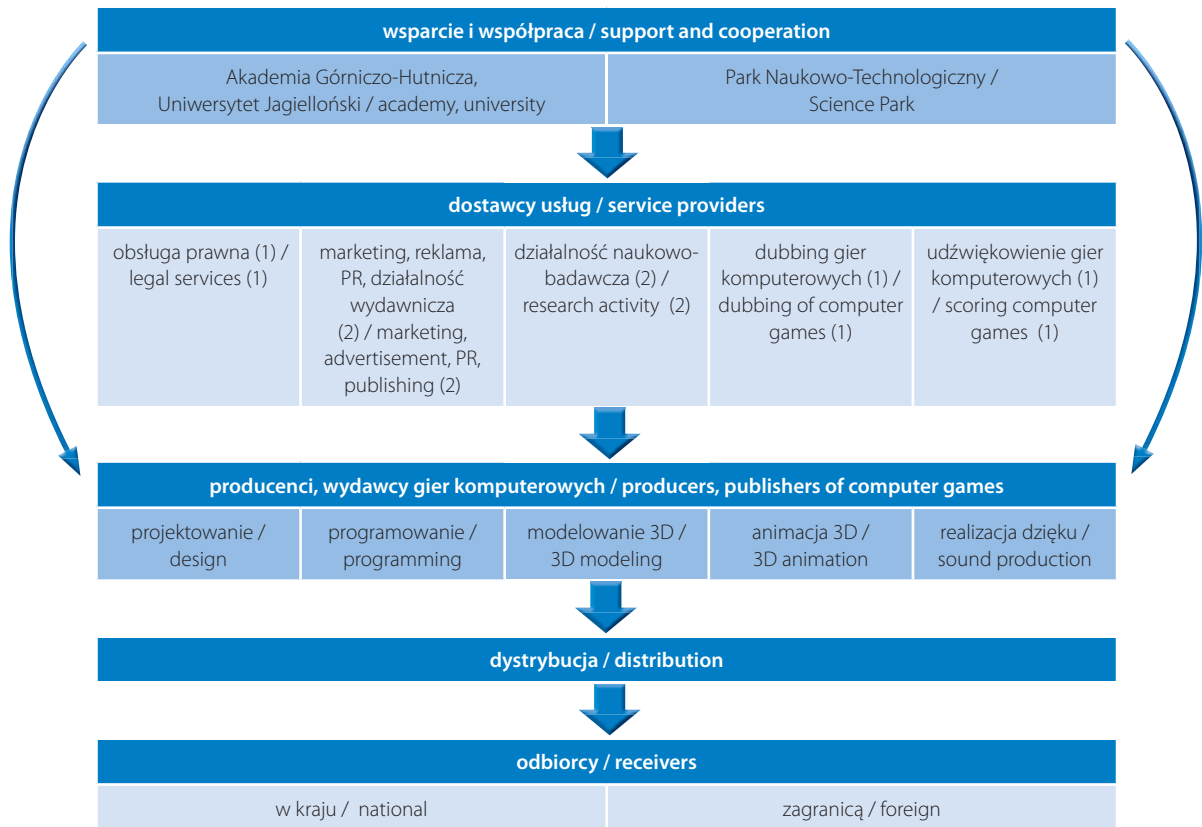 wsparcie i współpraca / support and cooperation
Akademia Górniczo-Hutnicza,
Uniwersytet Jagielloński / academy, university
Park Naukowo-Technologiczny /
Science Park
dostawcy usług / service providers
obsługa prawna (1) /
legal services (1)
marketing, reklama,
PR, działalność
wydawnicza
(2) / marketing,
advertisement, PR,
publishing (2)
działalność naukowo-
badawcza (2) /
research activity (2)
dubbing gier
komputerowych (1) /
dubbing of computer
games (1)
udźwiękowienie gier
komputerowych (1)
/ scoring computer
games (1)
producenci, wydawcy gier komputerowych / producers, publishers of computer games
projektowanie /
design
programowanie /
programming
modelowanie 3D /
3D modeling
animacja 3D /
3D animation
realizacja dzięku /
sound production
dystrybucja / distribution
odbiorcy / receivers
w kraju / national
zagranicą / foreign